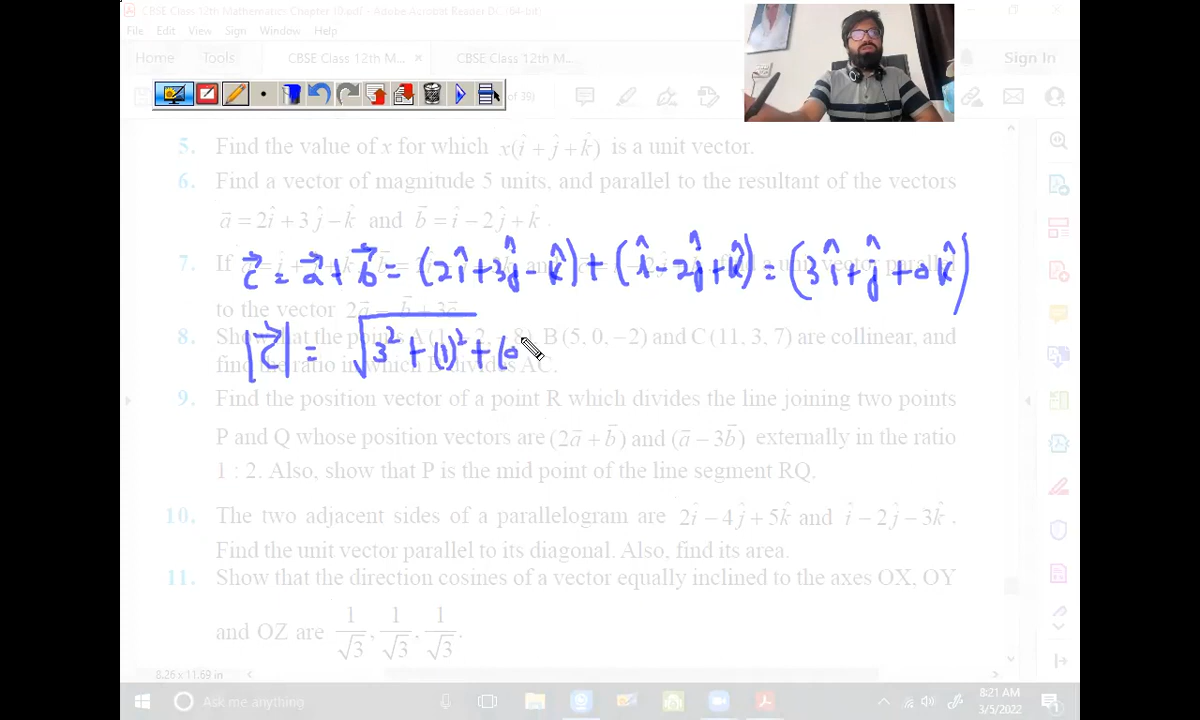 CBSE Class 12th Mathematics Chapter 10.pdf - Adobe Acrobat Reader DC (64-bit)
File Edit View Sign Window Help
Home Tools CBSE Class 12th M... × CBSE Class 12th M... Sign In
of 39)
5. Find the value of x for which x(î + ĵ + k̂) is a unit vector.
6. Find a vector of magnitude 5 units, and parallel to the resultant of the vectors
a⃗ = 2î + 3ĵ − k̂ and b⃗ = î − 2ĵ + k̂.
c⃗ = a⃗ + b⃗ = (2î + 3ĵ − k̂) + (î − 2ĵ + k̂) = (3î + ĵ + 0k̂)
7. If
to the vector 2a⃗ − b⃗ + 3c⃗
8. Show that the points A(1, −2, −8), B(5, 0, −2) and C(11, 3, 7) are collinear, and
|c⃗| = √3² + (1)² + (0
find the ratio in which B divides AC.
9. Find the position vector of a point R which divides the line joining two points
P and Q whose position vectors are (2a⃗ + b⃗) and (a⃗ − 3b⃗) externally in the ratio
1 : 2. Also, show that P is the mid point of the line segment RQ.
10. The two adjacent sides of a parallelogram are 2î − 4ĵ + 5k̂ and î − 2ĵ − 3k̂.
Find the unit vector parallel to its diagonal. Also, find its area.
11. Show that the direction cosines of a vector equally inclined to the axes OX, OY
and OZ are 1/√3, 1/√3, 1/√3.
8.26 x 11.69 in
Ask me anything
8:21 AM
3/5/2022